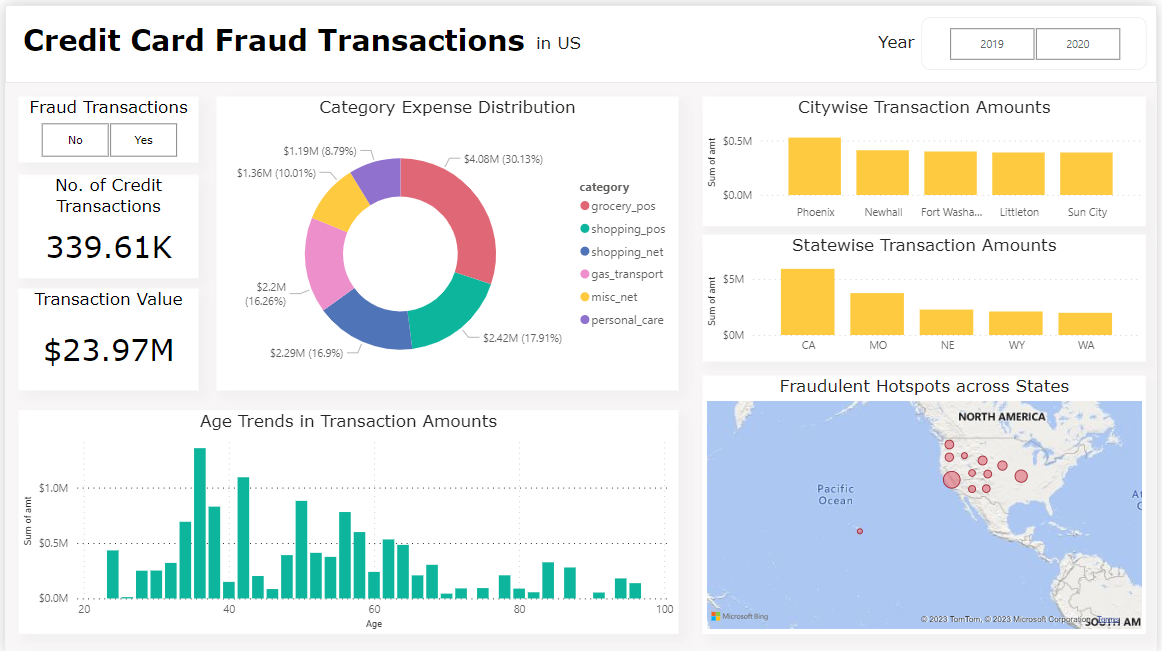 Credit Card Fraud Transactions in US
Year
2019
2020
Fraud Transactions
No
Yes
No. of Credit
Transactions
339.61K
Transaction Value
$23.97M
Category Expense Distribution
$1.19M (8.79%)
$4.08M (30.13%)
$1.36M (10.01%)
$2.2M
(16.26%)
$2.42M (17.91%)
$2.29M (16.9%)
category
grocery_pos
shopping_pos
shopping_net
gas_transport
misc_net
personal_care
Citywise Transaction Amounts
Sum of amt
$0.5M
$0.0M
Phoenix
Newhall
Fort Washa...
Littleton
Sun City
Statewise Transaction Amounts
Sum of amt
$5M
$0M
CA
MO
NE
WY
WA
Age Trends in Transaction Amounts
Sum of amt
$1.0M
$0.5M
$0.0M
20
40
60
80
100
Age
Fraudulent Hotspots across States
NORTH AMERICA
Pacific
Ocean
At
SOUTH AM
Microsoft Bing
© 2023 TomTom, © 2023 Microsoft Corporation Terms